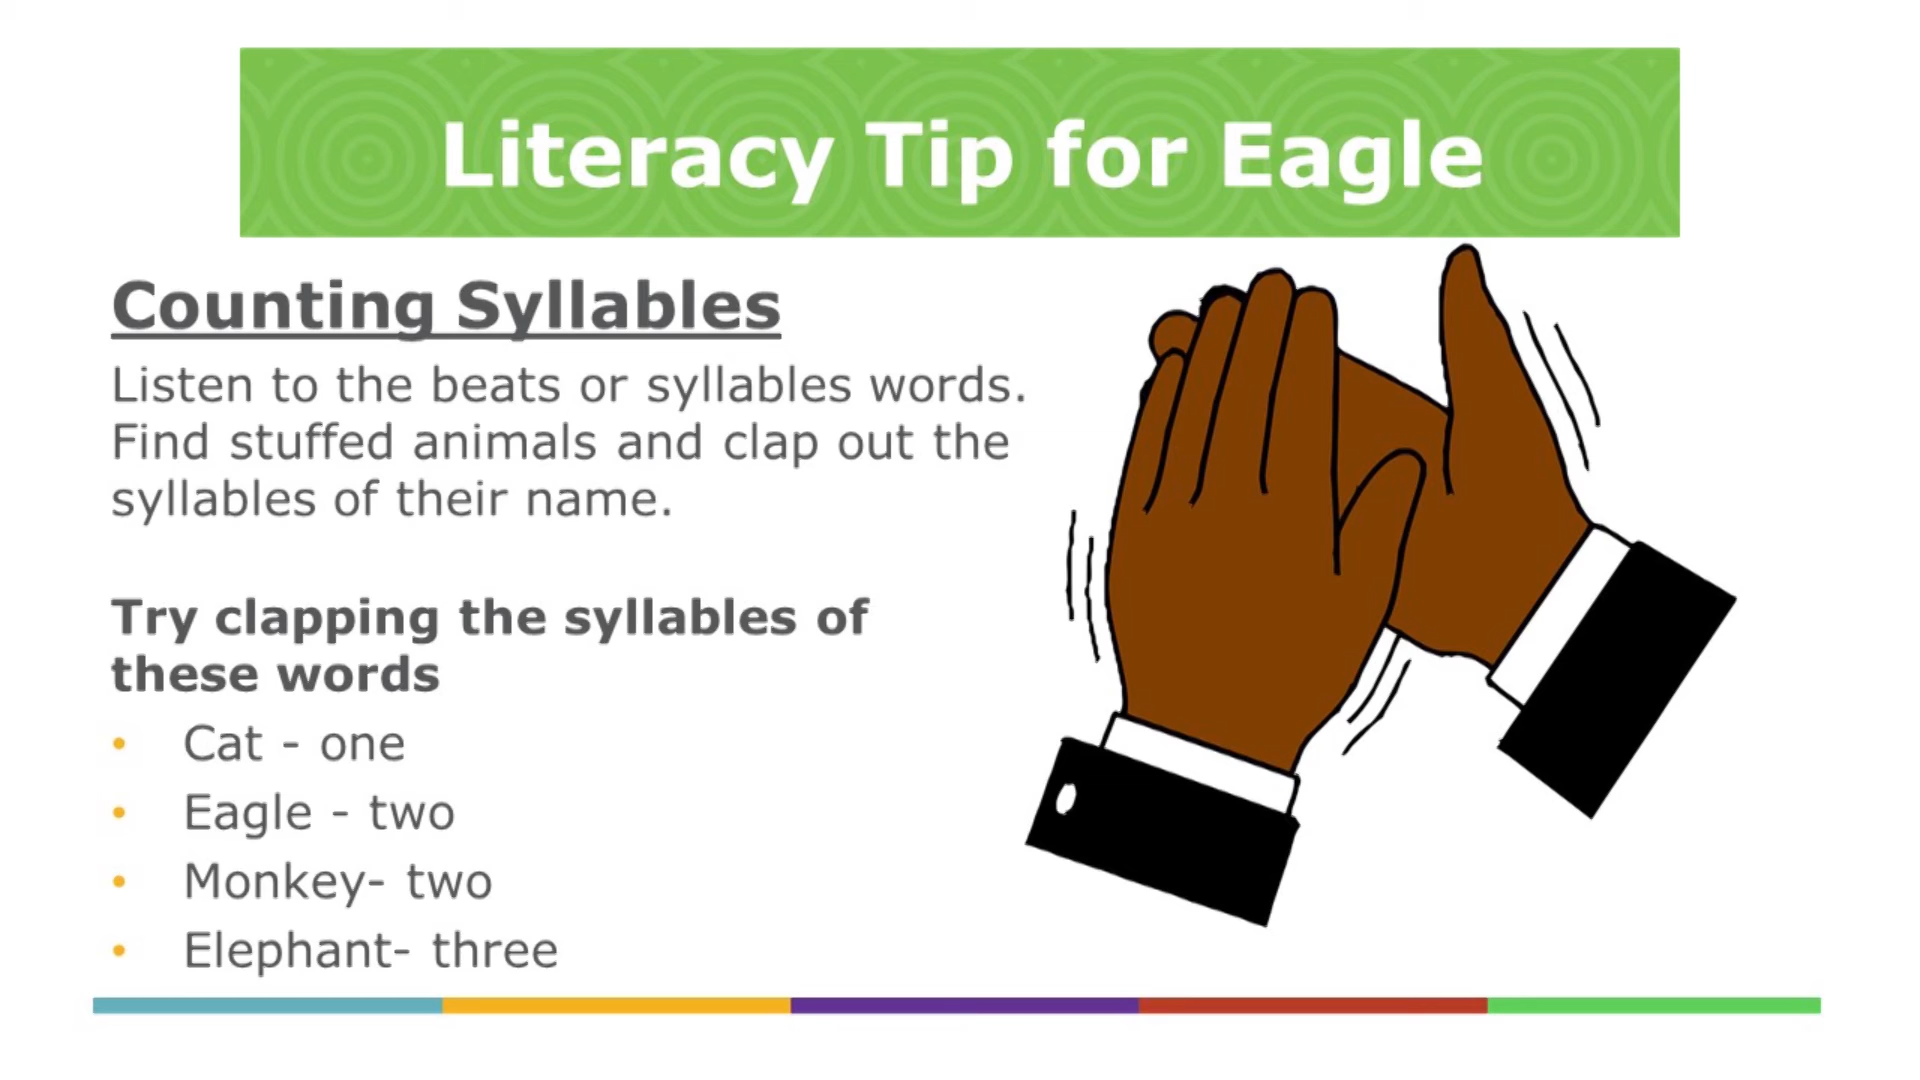 Literacy Tip for Eagle
Counting Syllables
Listen to the beats or syllables words.
Find stuffed animals and clap out the
syllables of their name.
Try clapping the syllables of
these words
• Cat - one
• Eagle - two
• Monkey- two
• Elephant- three